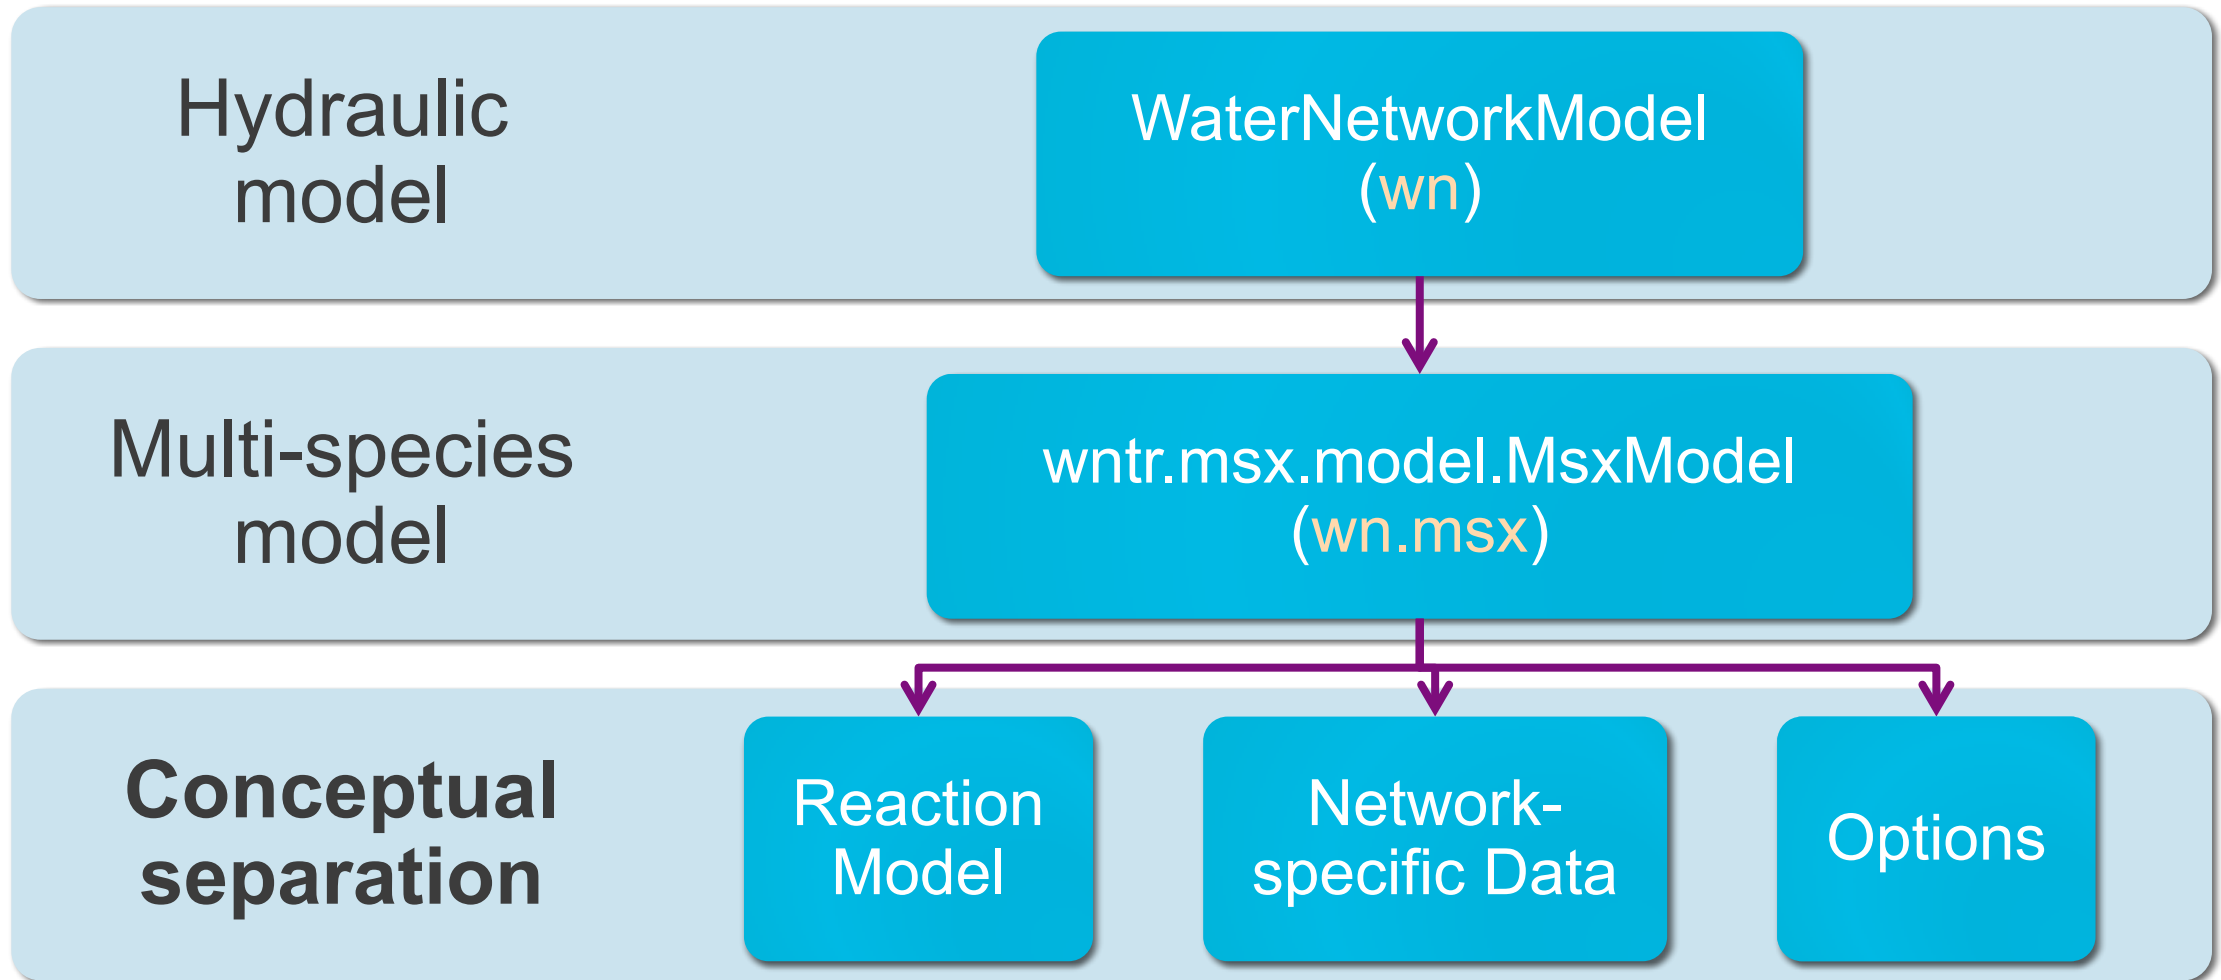 Hydraulic
model
WaterNetworkModel
(wn)
Multi-species
model
wntr.msx.model.MsxModel
(wn.msx)
Conceptual
separation
Reaction
Model
Network-
specific Data
Options